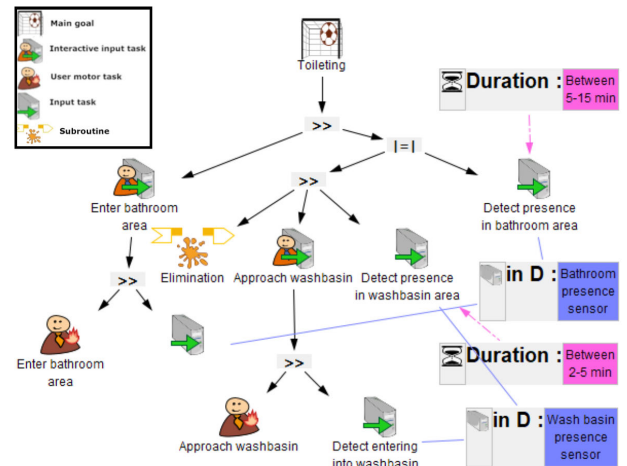 Main goal
Interactive input task
User motor task
Input task
Subroutine
Toileting
Duration :
Between
5-15 min
>>
|=|
>>
Enter bathroom
area
Detect presence
in bathroom area
Elimination
Approach washbasin
Detect presence
in washbasin area
>>
in D :
Bathroom
presence
sensor
Enter bathroom
area
Duration :
Between
2-5 min
>>
Approach washbasin
Detect entering
into washbasin
in D :
Wash basin
presence
sensor